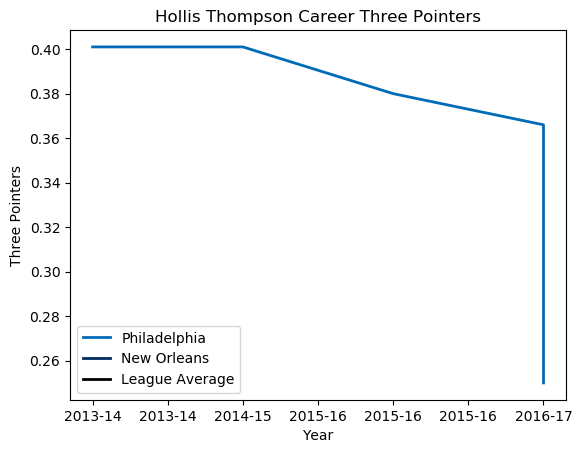 Hollis Thompson Career Three Pointers
Three Pointers
0.40
0.38
0.36
0.34
0.32
0.30
0.28
0.26
Philadelphia
New Orleans
League Average
2013-14 2013-14 2014-15 2015-16 2015-16 2015-16 2016-17
Year